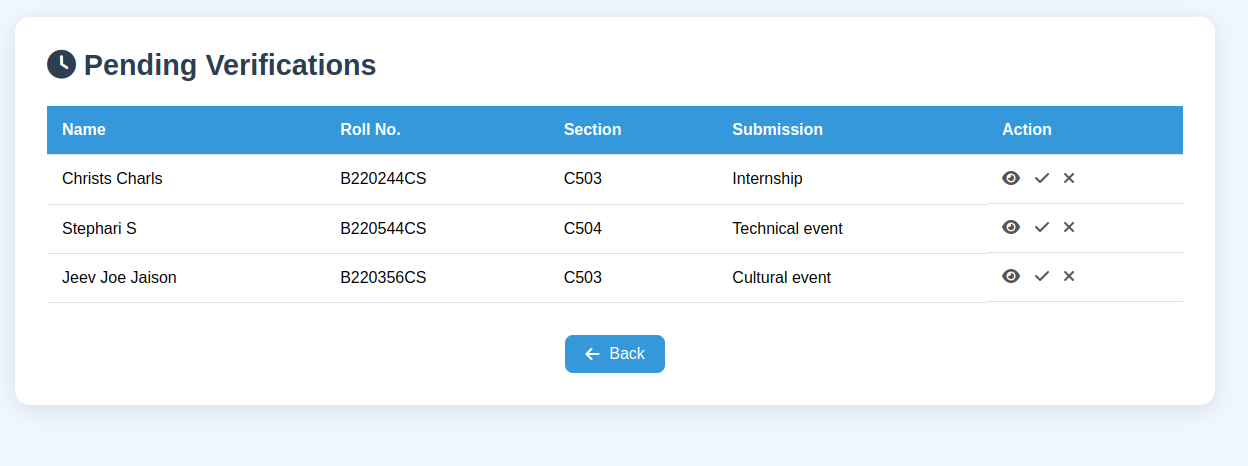 Pending Verifications
Name Roll No. Section Submission Action
Christs Charls B220244CS C503 Internship
Stephari S B220544CS C504 Technical event
Jeev Joe Jaison B220356CS C503 Cultural event
Back